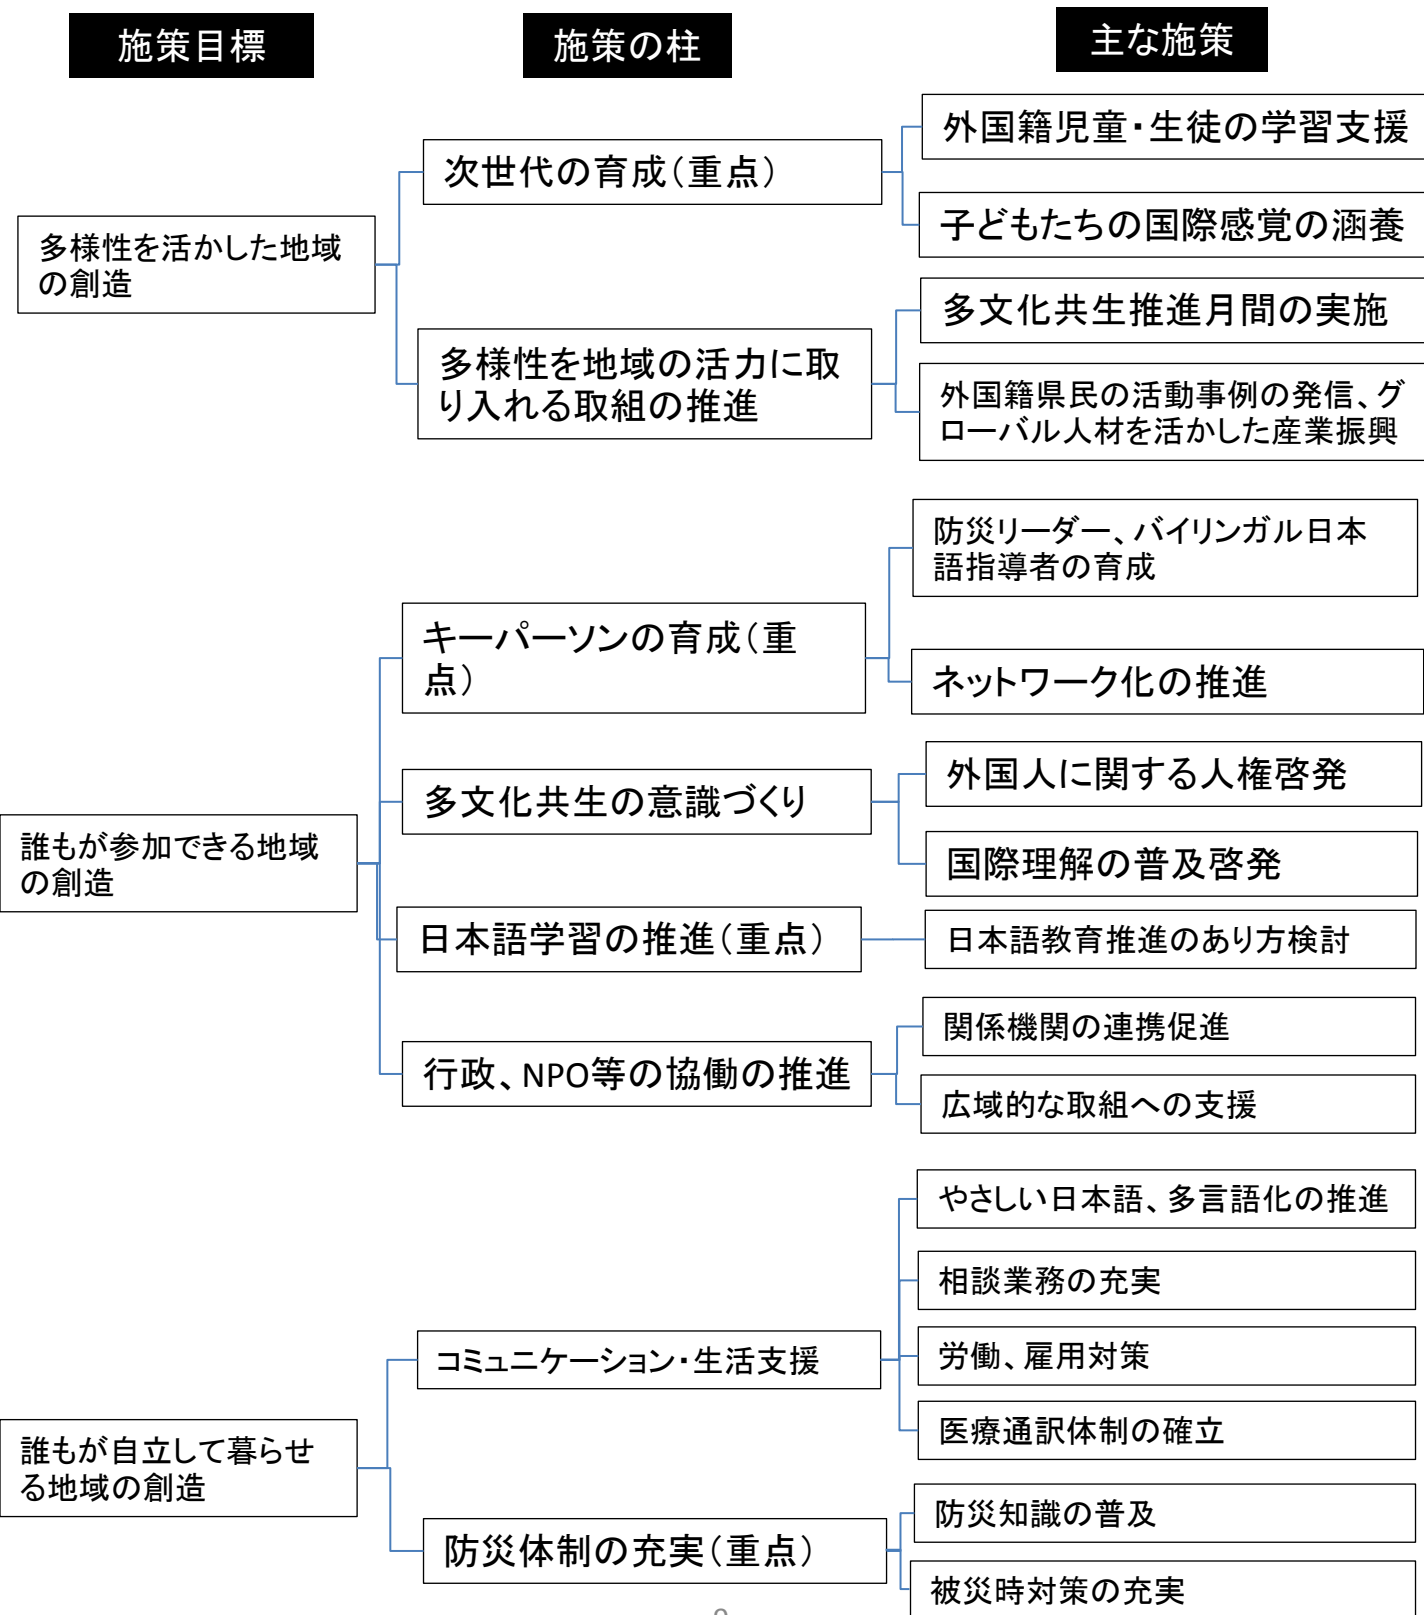 施策目標
施策の柱
主な施策
多様性を活かした地域
の創造
次世代の育成（重点）
外国籍児童・生徒の学習支援
子どもたちの国際感覚の涵養
多様性を地域の活力に取
り入れる取組の推進
多文化共生推進月間の実施
外国籍県民の活動事例の発信、グ
ローバル人材を活かした産業振興
誰もが参加できる地域
の創造
キーパーソンの育成（重
点）
防災リーダー、バイリンガル日本
語指導者の育成
ネットワーク化の推進
多文化共生の意識づくり
外国人に関する人権啓発
国際理解の普及啓発
日本語学習の推進（重点）
日本語教育推進のあり方検討
行政、NPO等の協働の推進
関係機関の連携促進
広域的な取組への支援
誰もが自立して暮らせ
る地域の創造
コミュニケーション・生活支援
やさしい日本語、多言語化の推進
相談業務の充実
労働、雇用対策
医療通訳体制の確立
防災体制の充実（重点）
防災知識の普及
被災時対策の充実